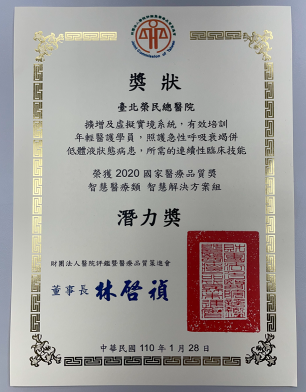 獎狀
臺北榮民總醫院
擴增及虛擬實境系統，有效培訓
年輕醫護學員，照護急性呼吸衰竭併
低體液狀態病患，所需的連續性臨床技能
榮獲 2020 國家醫療品質獎
智慧醫療類 智慧解決方案組
潛力獎
財團法人醫院評鑑暨醫療品質策進會
董事長 林啓禎
中華民國 110 年 1 月 28 日